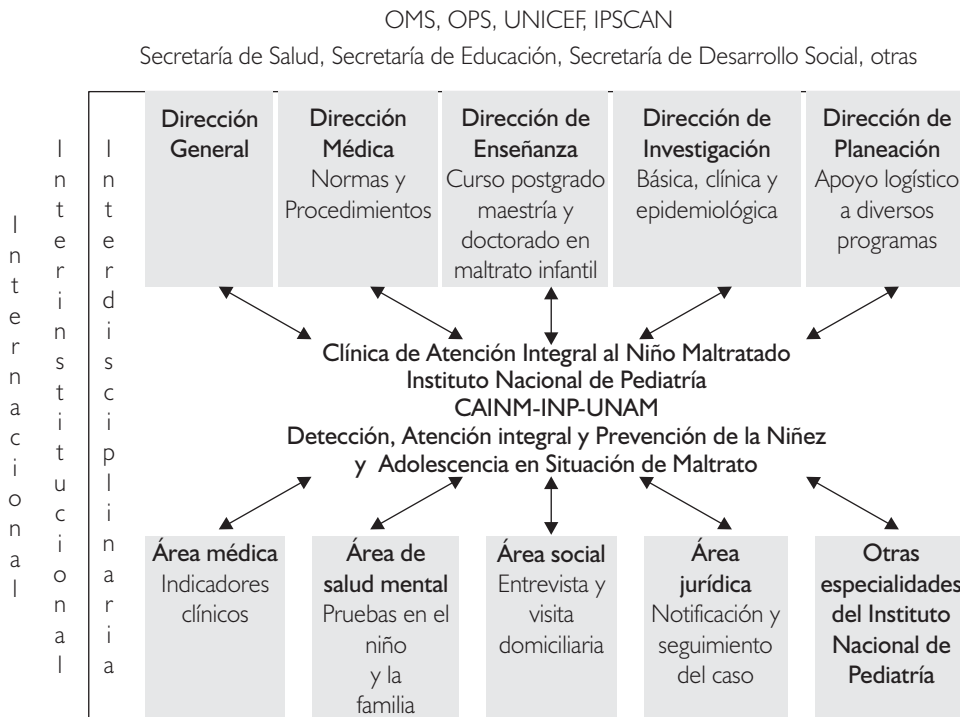 OMS, OPS, UNICEF, IPSCAN
Secretaría de Salud, Secretaría de Educación, Secretaría de Desarrollo Social, otras
Internacional
Interinstitucional
Interdisciplinaria
Dirección
General
Dirección
Médica
Normas y
Procedimientos
Dirección de
Enseñanza
Curso postgrado
maestría y
doctorado en
maltrato infantil
Dirección de
Investigación
Básica, clínica y
epidemiológica
Dirección de
Planeación
Apoyo logístico
a diversos
programas
Clínica de Atención Integral al Niño Maltratado
Instituto Nacional de Pediatría
CAINM-INP-UNAM
Detección, Atención integral y Prevención de la Niñez
y Adolescencia en Situación de Maltrato
Área médica
Indicadores
clínicos
Área de
salud mental
Pruebas en el
niño
y la
familia
Área social
Entrevista y
visita
domiciliaria
Área
jurídica
Notificación y
seguimiento
del caso
Otras
especialidades
del Instituto
Nacional de
Pediatría